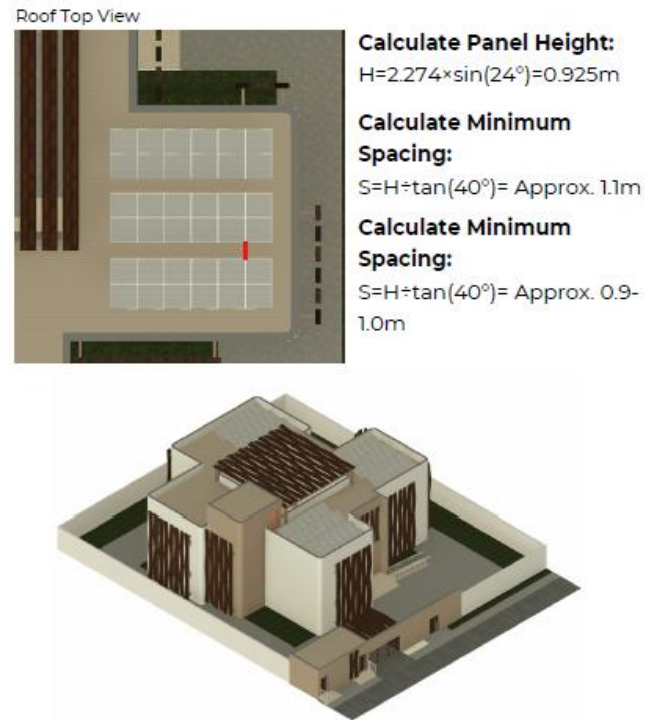 Roof Top View
Calculate Panel Height:
H=2.274×sin(24°)=0.925m
Calculate Minimum
Spacing:
S=H÷tan(40°)= Approx. 1.1m
Calculate Minimum
Spacing:
S=H÷tan(40°)= Approx. 0.9-
1.0m